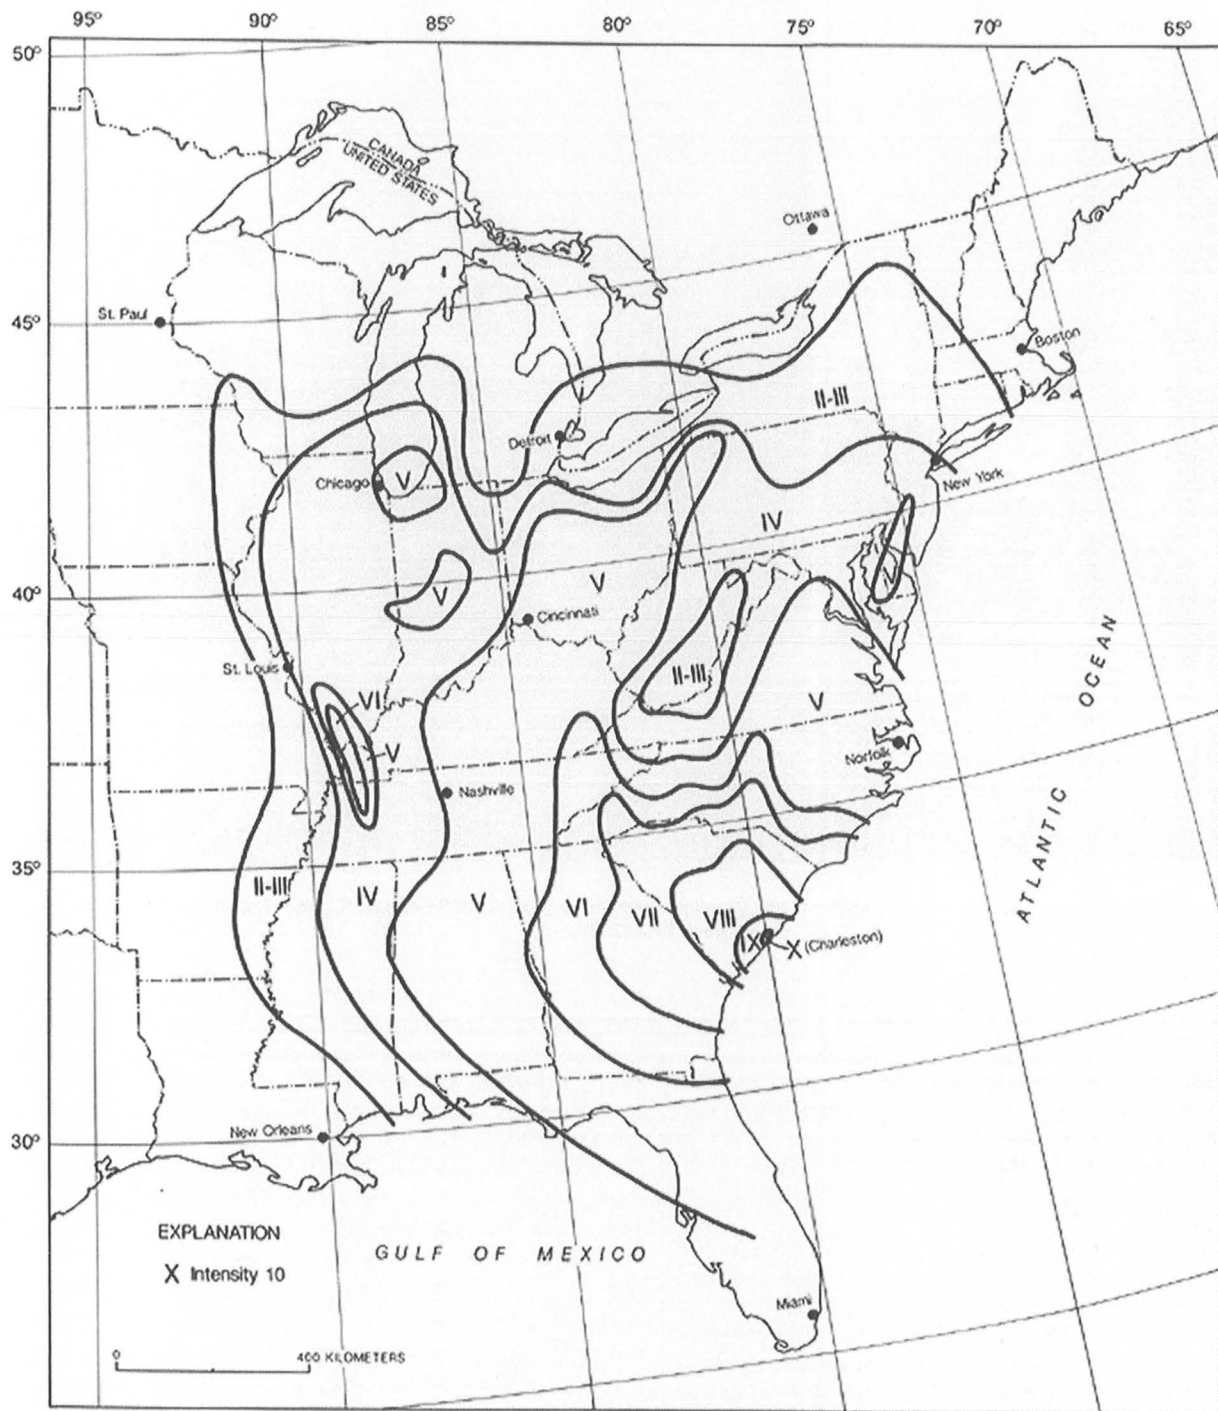 95° 90° 85° 80° 75° 70° 65°
50°
CANADA
UNITED STATES
Ottawa
St. Paul
45°
Boston
II-III
Detroit
Chicago
V
New York
IV
V
V
V
40°
Cincinnati
St. Louis
II-III
VI
V
V
Norfolk
Nashville
35°
II-III
IV
V
VI
VII
VIII
IX
X (Charleston)
ATLANTIC OCEAN
30°
New Orleans
EXPLANATION
X Intensity 10
GULF OF MEXICO
Miami
0 400 KILOMETERS